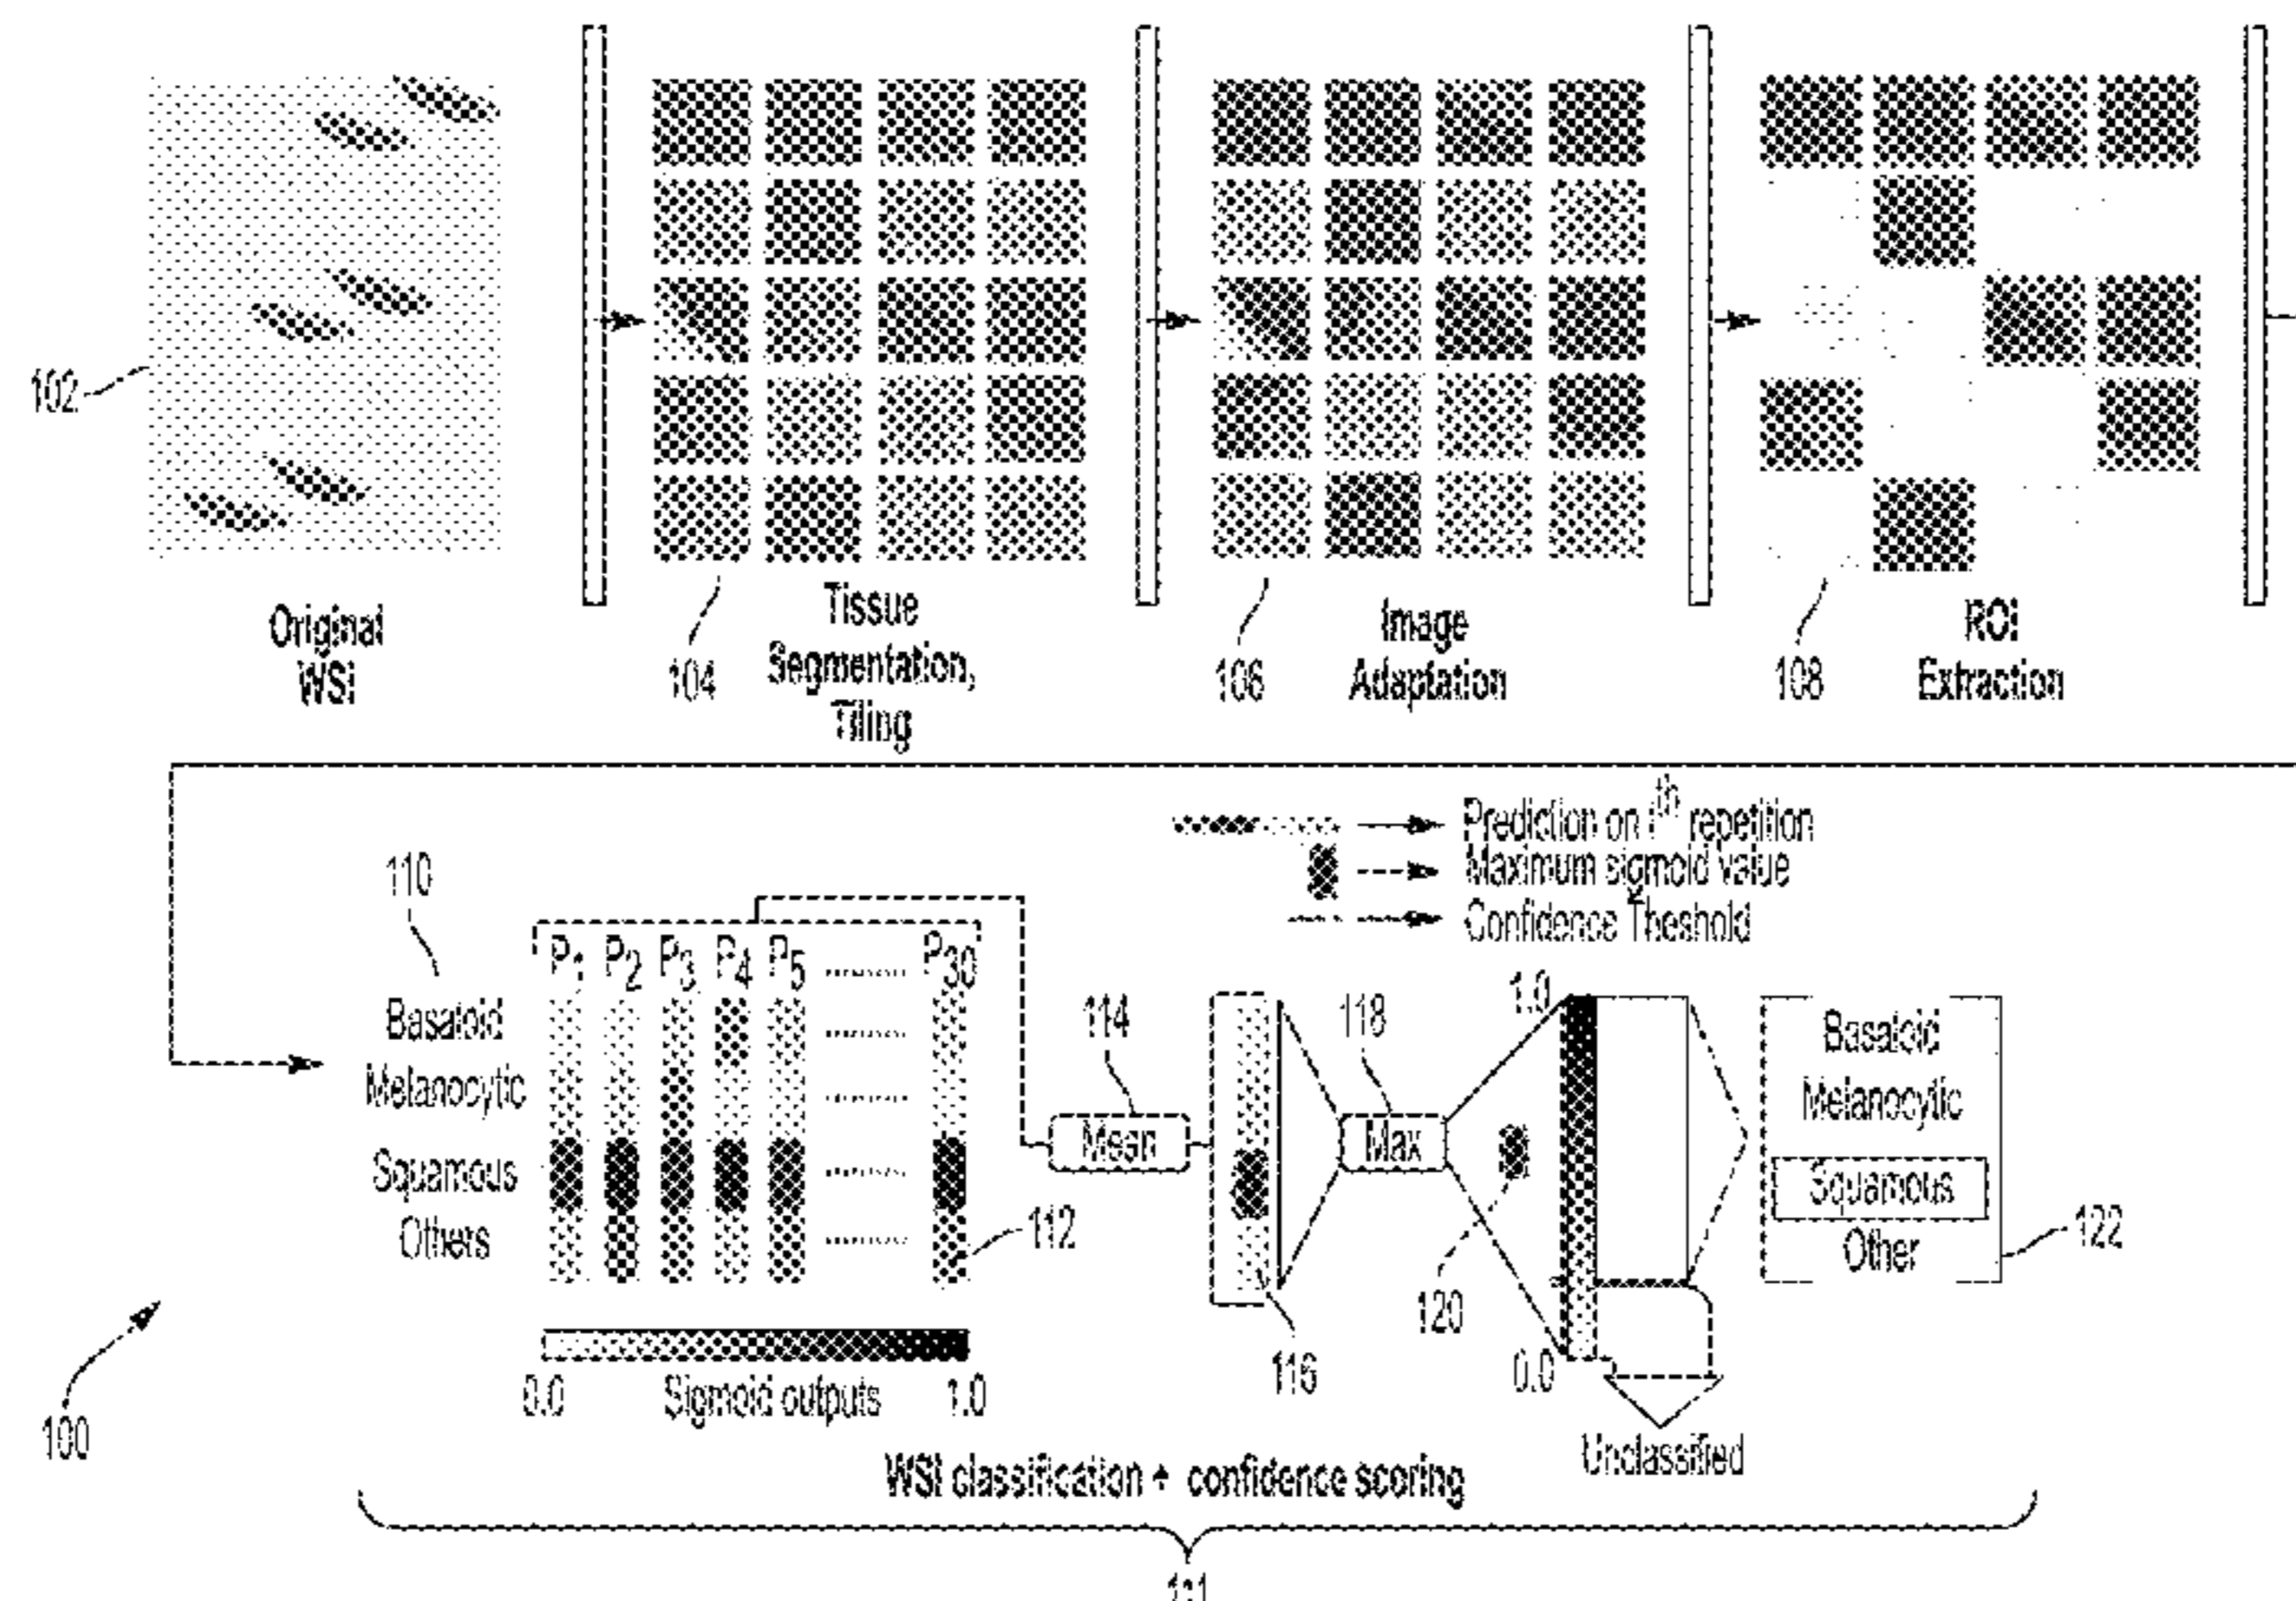 102
Original
WSI
104
Tissue
Segmentation,
Tiling
106
Image
Adaptation
108
ROI
Extraction
Prediction on ith repetition
Maximum sigmoid value
Confidence Threshold
110
P1 P2 P3 P4 P5 ............ P30
Basaloid
Melanocytic
Squamous
Others
112
0.0 Sigmoid outputs 1.0
100
114
Mean
116
118
Max
120
1.0
0.0
Unclassified
Basaloid
Melanocytic
Squamous
Other
122
WSI classification + confidence scoring